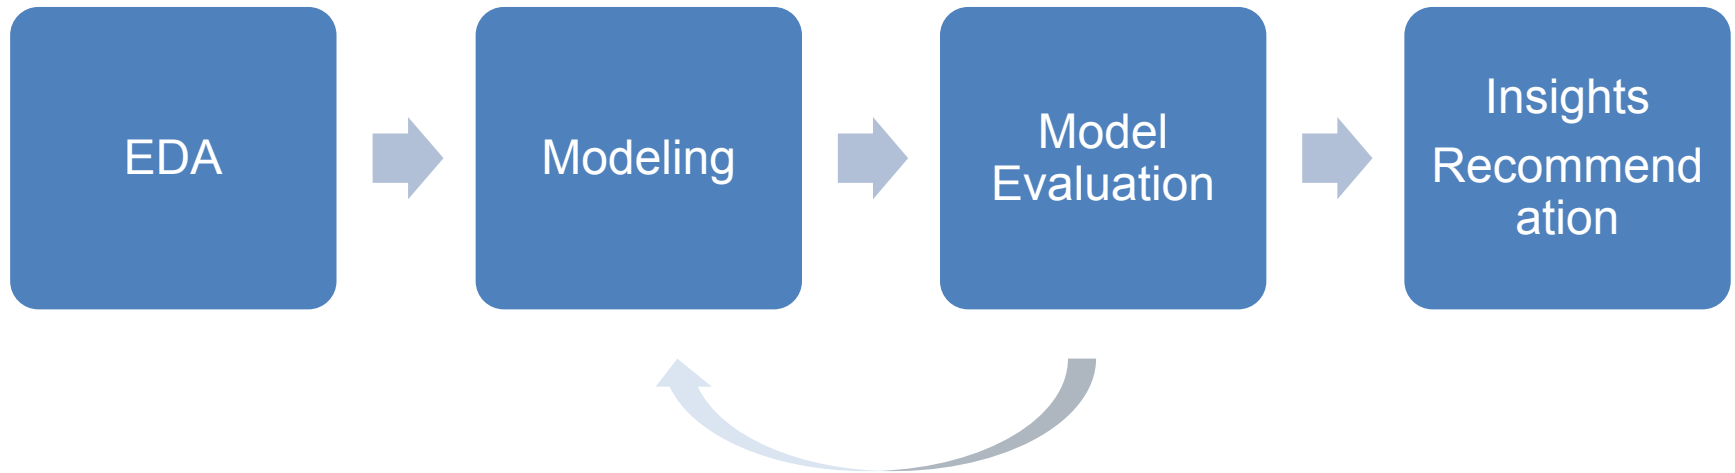 EDA
Modeling
Model
Evaluation
Insights
Recommend
ation